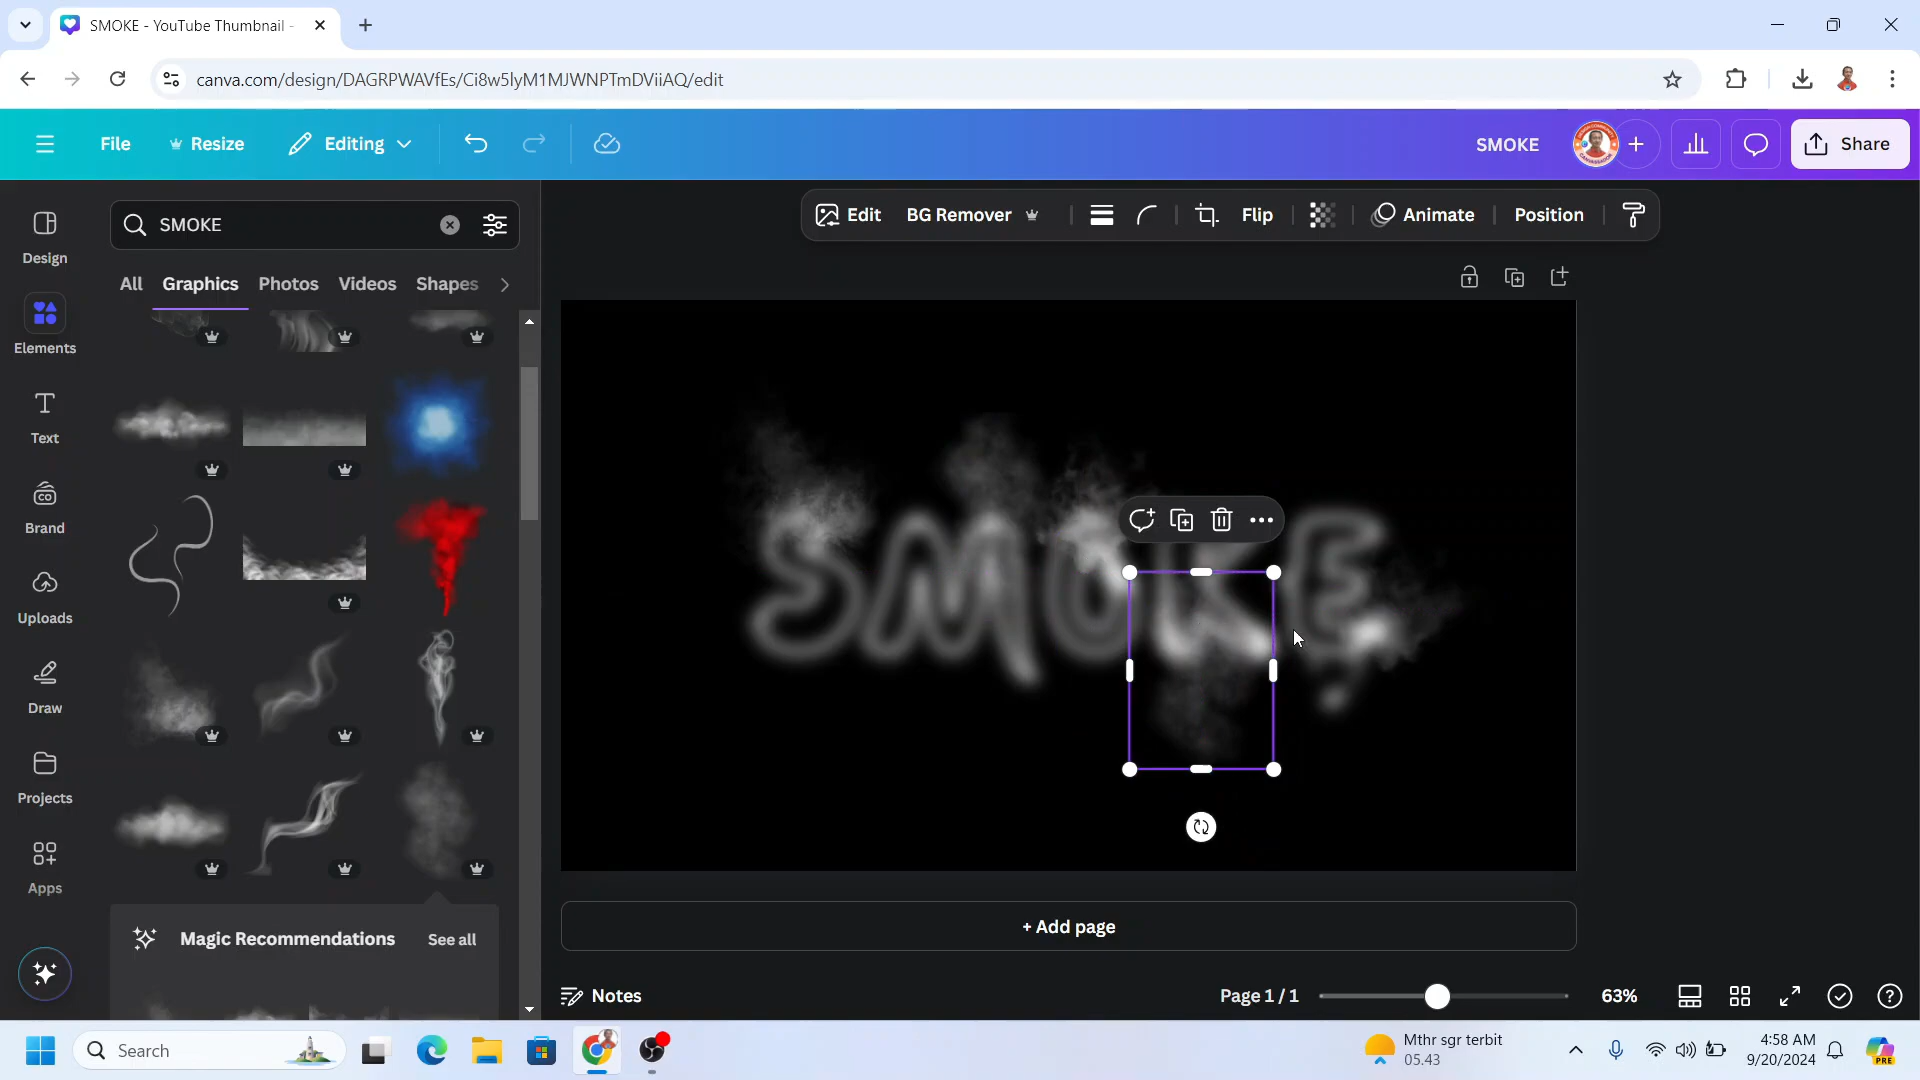 SMOKE - YouTube Thumbnail -
canva.com/design/DAGRPWAVfEs/Ci8w5lyM1MJWNPTmDViiAQ/edit
File
Resize
Editing
SMOKE
Share
SMOKE
Edit
BG Remover
Flip
Animate
Position
All
Graphics
Photos
Videos
Shapes
Design
Elements
Text
Brand
Uploads
Draw
Projects
Apps
SMOKE
Magic Recommendations
See all
+ Add page
Notes
Page 1 / 1
63%
Search
Mthr sgr terbit
05.43
4:58 AM
9/20/2024
PRE